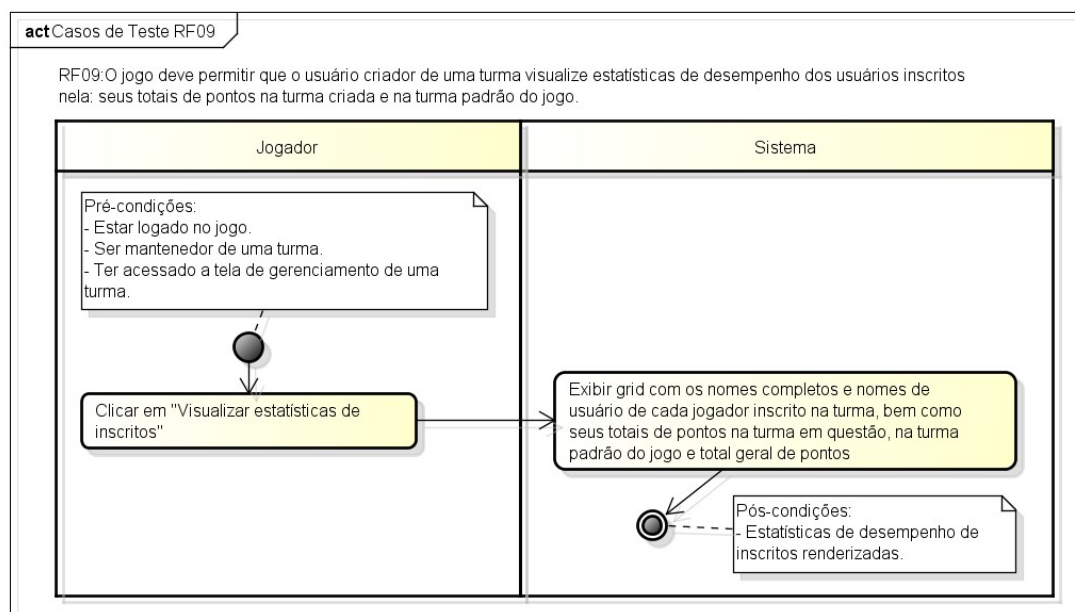 act Casos de Teste RF09
RF09:O jogo deve permitir que o usuário criador de uma turma visualize estatísticas de desempenho dos usuários inscritos
nela: seus totais de pontos na turma criada e na turma padrão do jogo.
Jogador
Sistema
Pré-condições:
- Estar logado no jogo.
- Ser mantenedor de uma turma.
- Ter acessado a tela de gerenciamento de uma
turma.
Clicar em "Visualizar estatísticas de
inscritos"
Exibir grid com os nomes completos e nomes de
usuário de cada jogador inscrito na turma, bem como
seus totais de pontos na turma em questão, na turma
padrão do jogo e total geral de pontos
Pós-condições:
- Estatísticas de desempenho de
inscritos renderizadas.